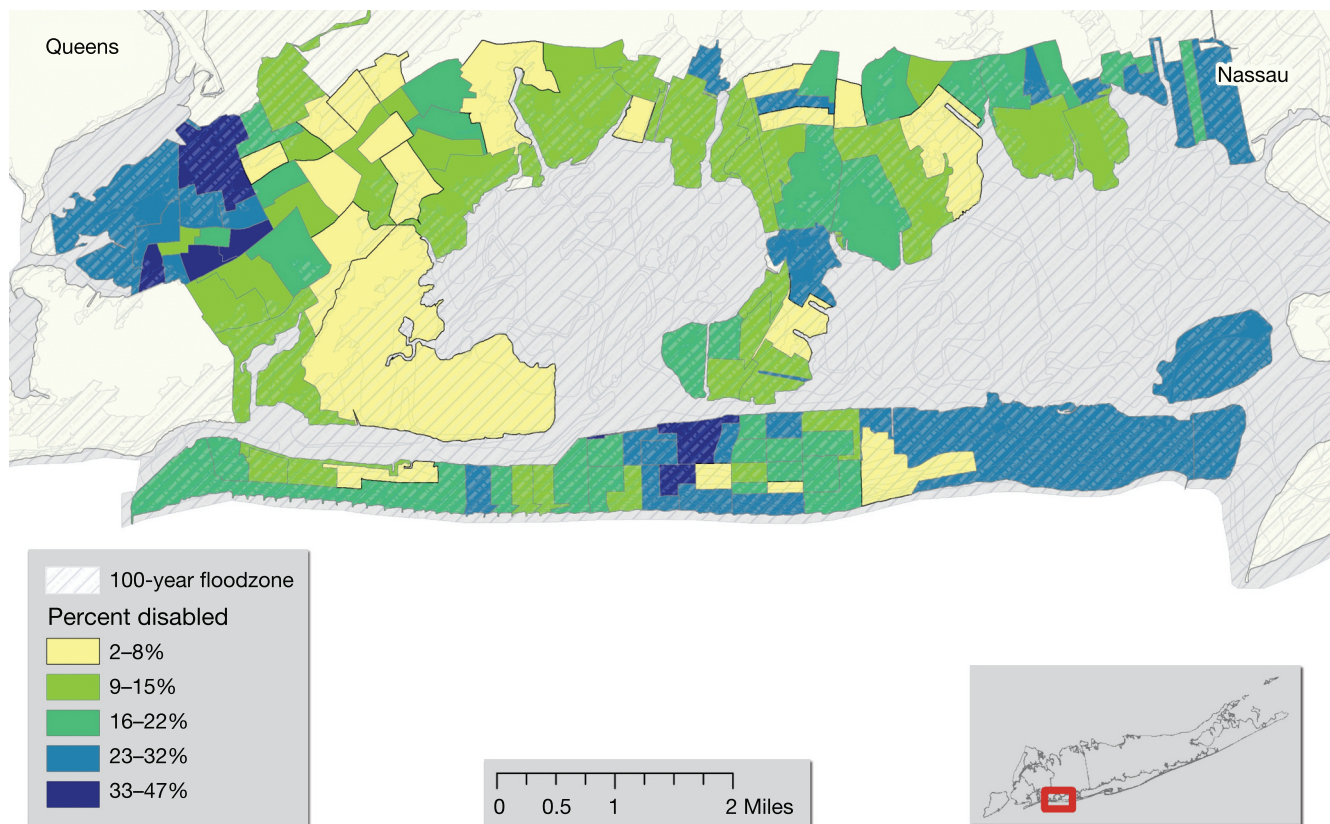 Queens
Nassau
100-year floodzone
Percent disabled
2–8%
9–15%
16–22%
23–32%
33–47%
0 0.5 1 2 Miles